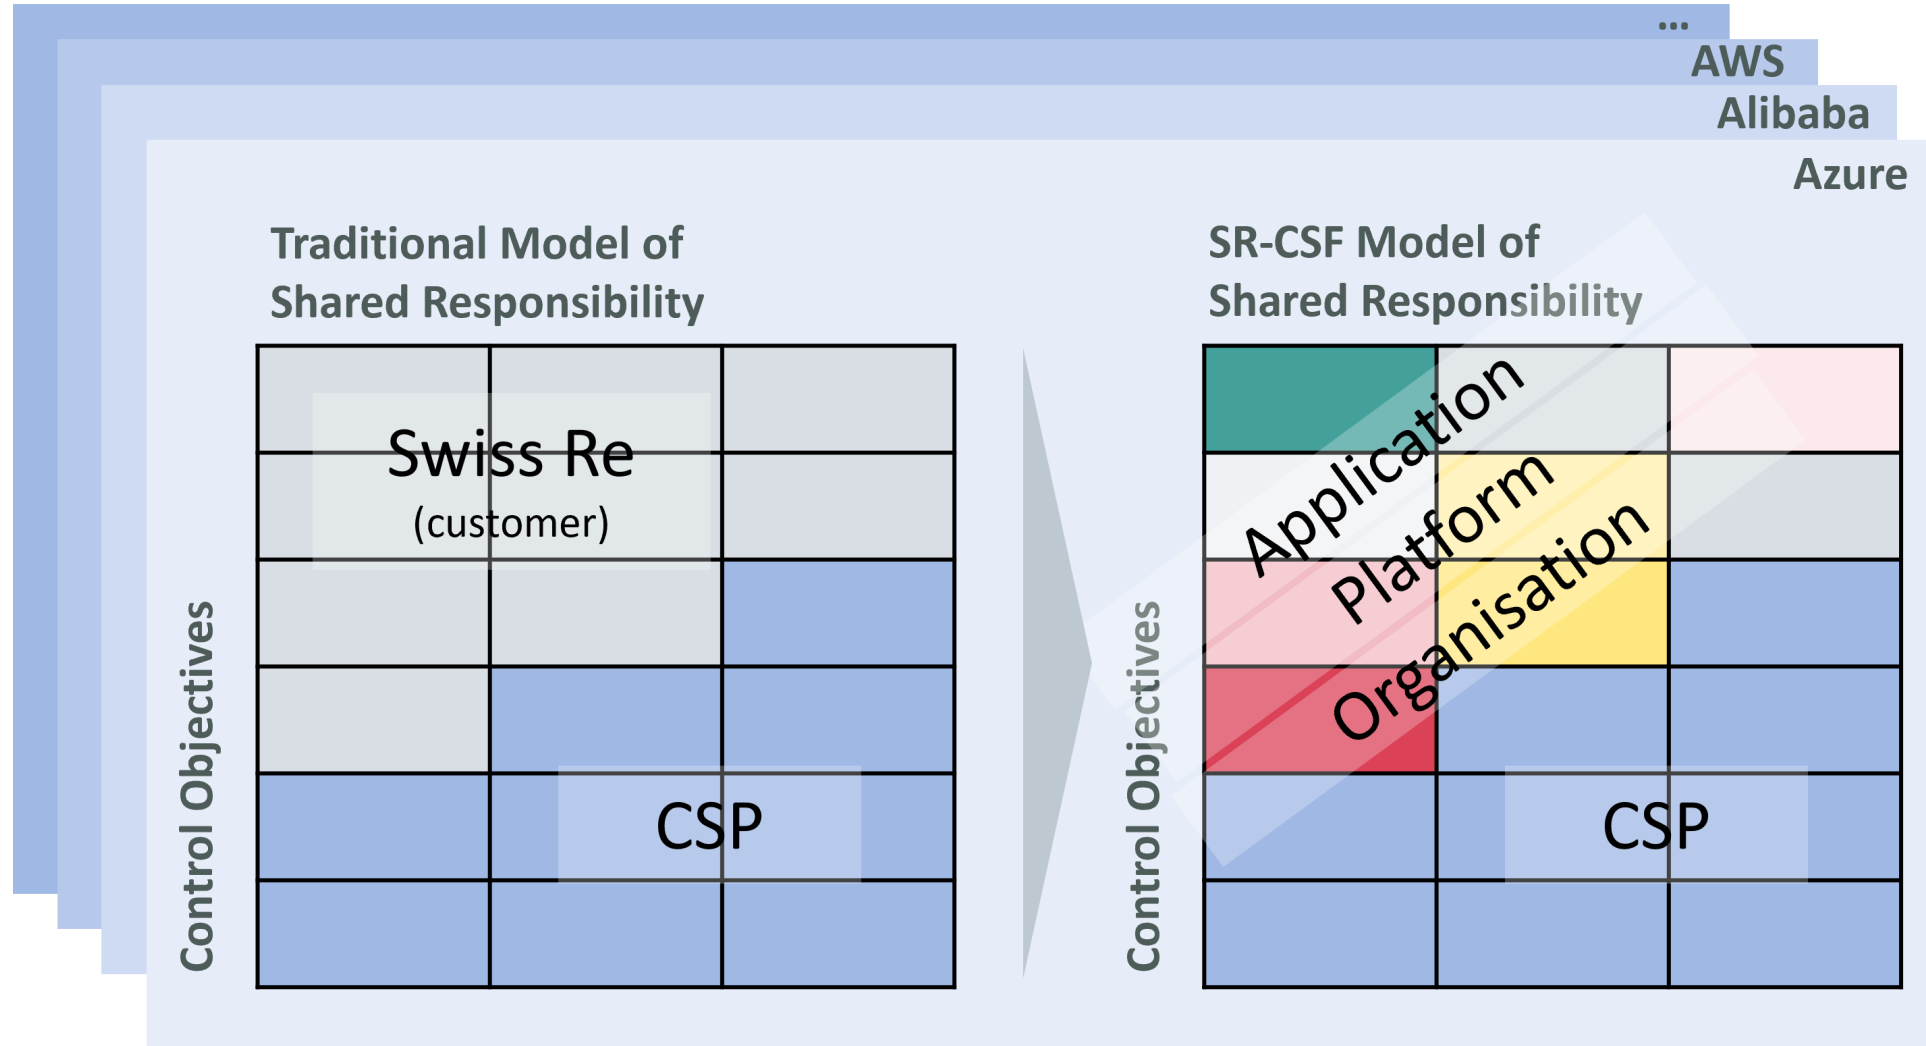 ...
AWS
Alibaba
Azure
Traditional Model of
Shared Responsibility
Control Objectives
Swiss Re
(customer)
CSP
SR-CSF Model of
Shared Responsibility
Control Objectives
Application
Platform
Organisation
CSP